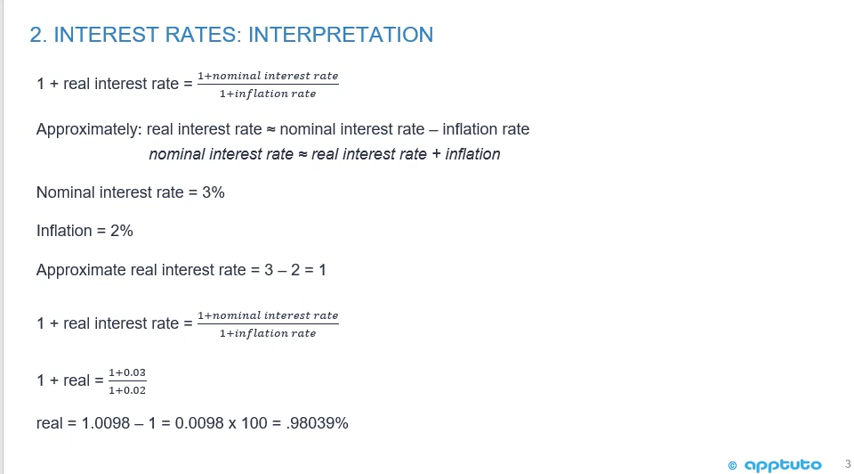 2. INTEREST RATES: INTERPRETATION
1 + real interest rate = 1+nominal interest rate / 1+inflation rate
Approximately: real interest rate ≈ nominal interest rate – inflation rate
nominal interest rate ≈ real interest rate + inflation
Nominal interest rate = 3%
Inflation = 2%
Approximate real interest rate = 3 – 2 = 1
1 + real interest rate = 1+nominal interest rate / 1+inflation rate
1 + real = 1+0.03 / 1+0.02
real = 1.0098 – 1 = 0.0098 x 100 = .98039%
© apptuto 3